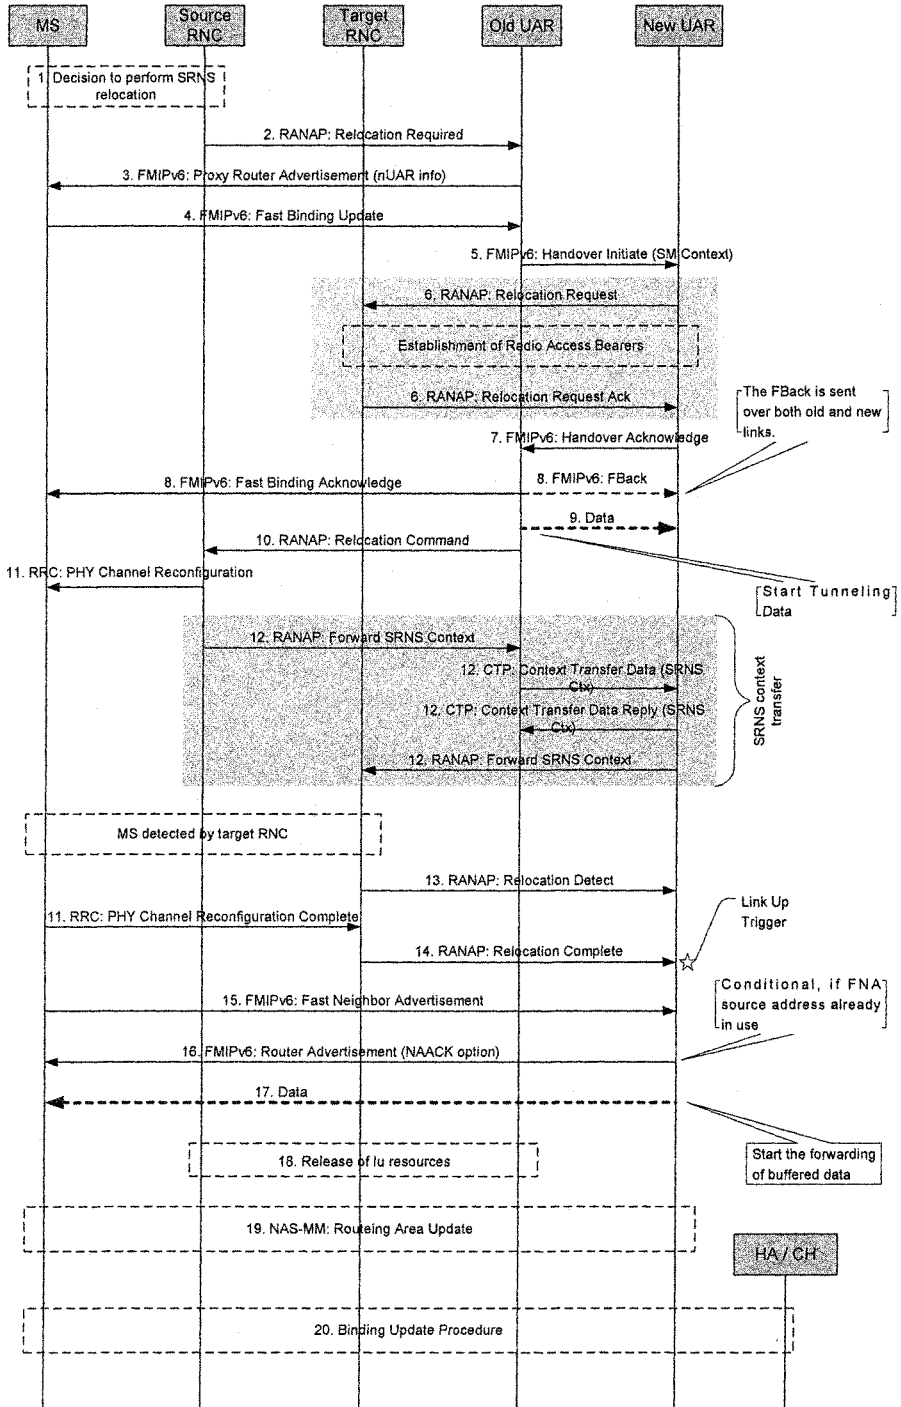 MS
Source
RNC
Target
RNC
Old UAR
New UAR
1. Decision to perform SRNS
relocation
2. RANAP: Relocation Required
3. FMIPv6: Proxy Router Advertisement (nUAR info)
4. FMIPv6: Fast Binding Update
5. FMIPv6: Handover Initiate (SM Context)
6. RANAP: Relocation Request
Establishment of Radio Access Bearers
6. RANAP: Relocation Request Ack
The FBack is sent
over both old and new
links.
7. FMIPv6: Handover Acknowledge
8. FMIPv6: Fast Binding Acknowledge
8. FMIPv6: FBack
9. Data
10. RANAP: Relocation Command
11. RRC: PHY Channel Reconfiguration
Start Tunneling
Data
12. RANAP: Forward SRNS Context
12. CTP: Context Transfer Data (SRNS
Ctx)
12. CTP: Context Transfer Data Reply (SRNS
Ctx)
12. RANAP: Forward SRNS Context
SRNS context
transfer
MS detected by target RNC
13. RANAP: Relocation Detect
11. RRC: PHY Channel Reconfiguration Complete
Link Up
Trigger
14. RANAP: Relocation Complete
Conditional, if FNA
source address already
in use
15. FMIPv6: Fast Neighbor Advertisement
16. FMIPv6: Router Advertisement (NAACK option)
17. Data
Start the forwarding
of buffered data
18. Release of Iu resources
19. NAS-MM: Routeing Area Update
HA / CH
20. Binding Update Procedure